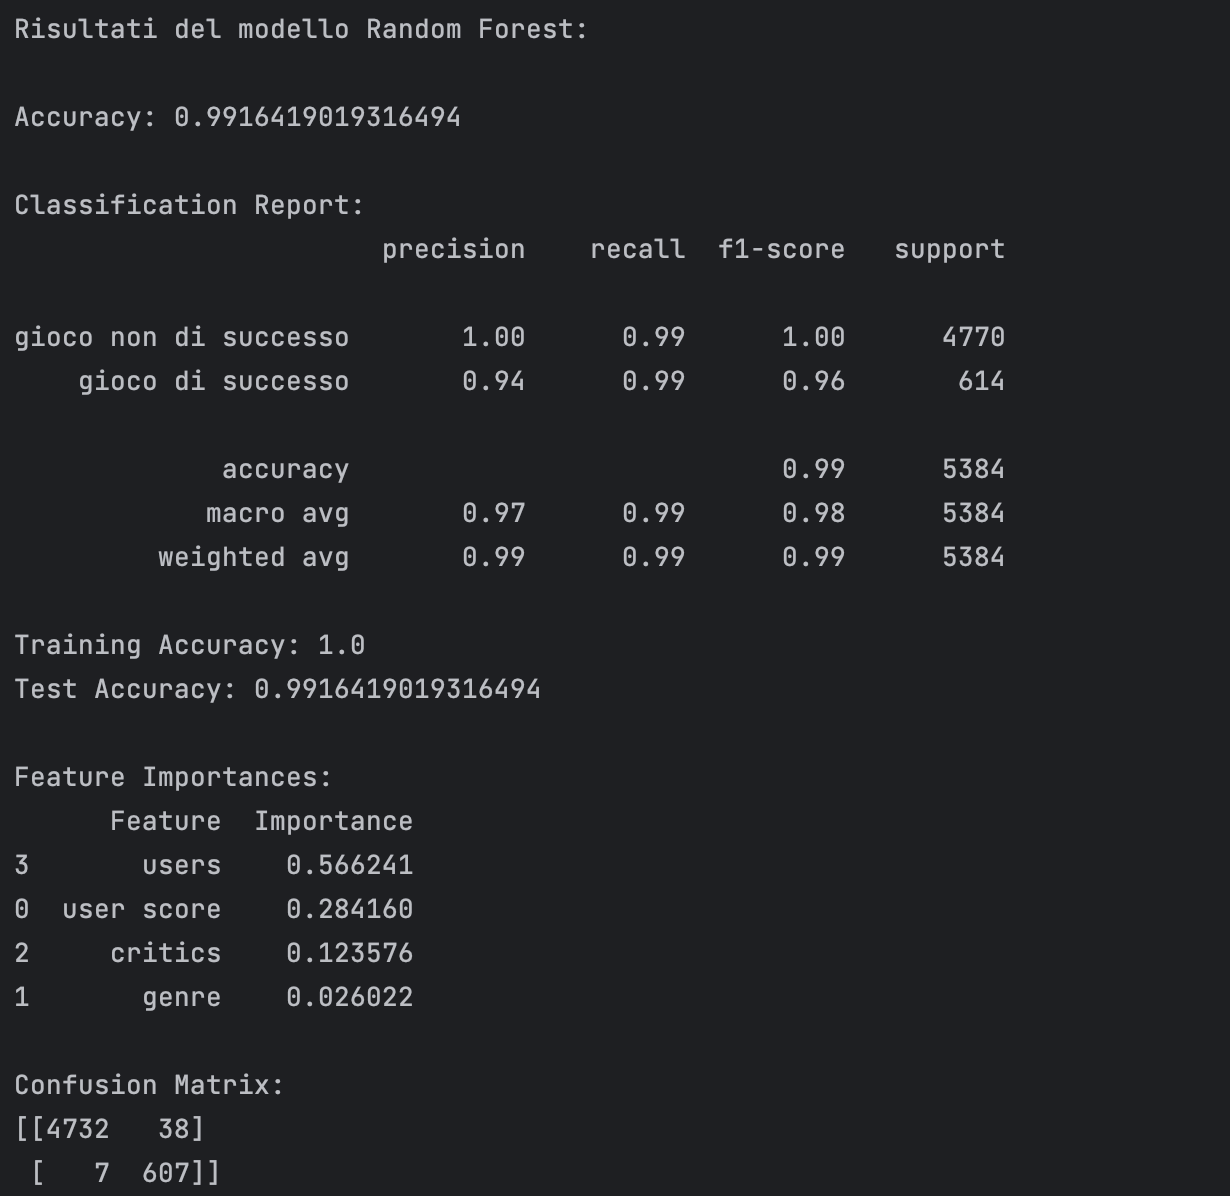 Risultati del modello Random Forest:
Accuracy: 0.9916419019316494
Classification Report:
precision recall f1-score support
gioco non di successo 1.00 0.99 1.00 4770
gioco di successo 0.94 0.99 0.96 614
accuracy 0.99 5384
macro avg 0.97 0.99 0.98 5384
weighted avg 0.99 0.99 0.99 5384
Training Accuracy: 1.0
Test Accuracy: 0.9916419019316494
Feature Importances:
Feature Importance
3 users 0.566241
0 user score 0.284160
2 critics 0.123576
1 genre 0.026022
Confusion Matrix:
[[4732 38]
[ 7 607]]